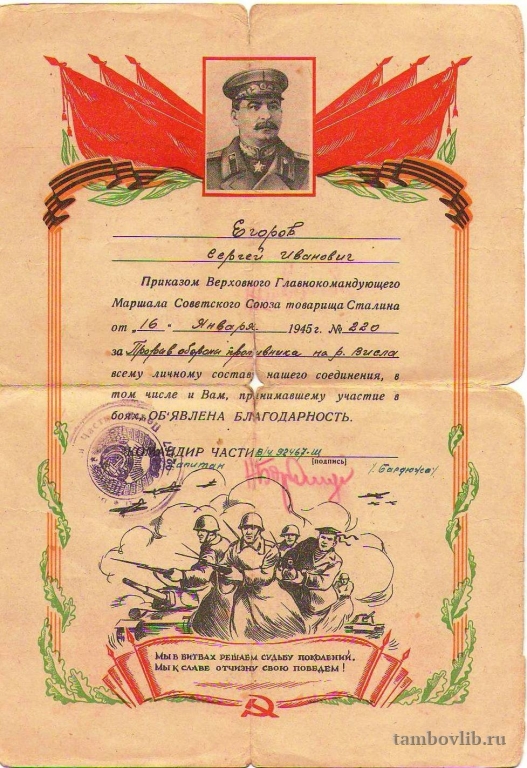 Егоров
Сергей Иванович
Приказом Верховного Главнокомандующего
Маршала Советского Союза товарища Сталина
от "16" Января 1945 г. № 220
за Прорыв обороны противника на р. Висла
всему личному составу нашего соединения, в
том числе и Вам, принимавшему участие в
боях, ОБ'ЯВЛЕНА БЛАГОДАРНОСТЬ.
КОМАНДИР ЧАСТИ в/ч 92467-Ш
Капитан [подпись]
МЫ В БИТВАХ РЕШАЕМ СУДЬБУ ПОКОЛЕНИЙ,
МЫ К СЛАВЕ ОТЧИЗНУ СВОЮ ПОВЕДЕМ!
tambovlib.ru